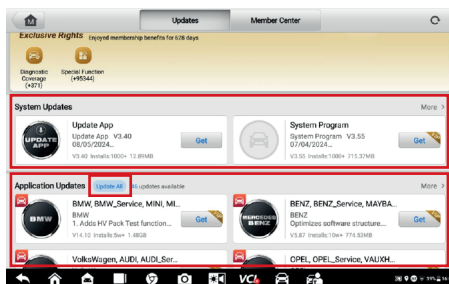 Updates
Member Center
Exclusive Rights Enjoyed membership benefits for 628 days
Diagnostic Coverage (+371)
Special Function (+95344)
System Updates
More >
UPDATE APP
Update App
Update App V3.40
08/05/2024...
V3.40 Installs:1000+ 12.89MB
Get
System Program
System Program V3.55
07/04/2024...
V3.55 Installs:1000+ 715.37MB
Get
Application Updates Update All 46 updates available
More >
BMW
BMW, BMW_Service, MINI, MI...
BMW
1. Adds HV Pack Test function...
V14.10 Installs:5w+ 1.48GB
Get
MERCEDES BENZ
BENZ, BENZ_Service, MAYBA...
BENZ
Optimizes software structure...
V5.87 Installs:10w+ 774.53MB
Get
VolksWagen, AUDI, AUDI_Ser...
OPEL, OPEL_Service, VAUXH...
VCI